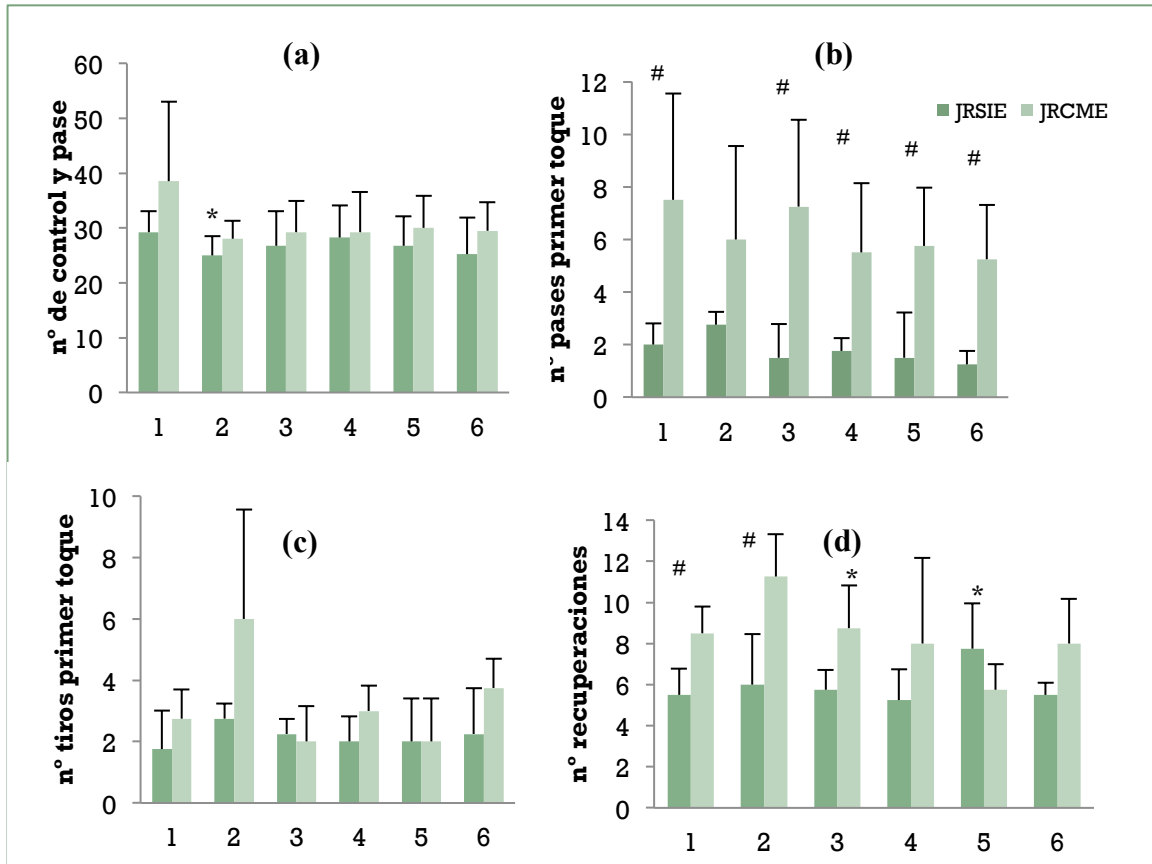 (a)
n° de control y pase
60
50
40
30
20
10
0
*
1 2 3 4 5 6
(b)
n° pases primer toque
12
10
8
6
4
2
0
# # # # #
JRSIE JRCME
1 2 3 4 5 6
(c)
n° tiros primer toque
10
8
6
4
2
0
1 2 3 4 5 6
(d)
n° recuperaciones
14
12
10
8
6
4
2
0
# # * *
1 2 3 4 5 6